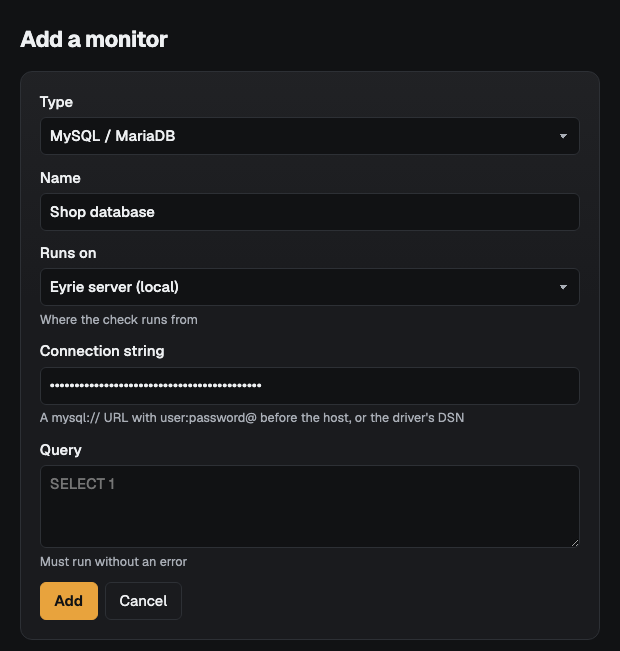 Add a monitor
Type
MySQL / MariaDB
Name
Shop database
Runs on
Eyrie server (local)
Where the check runs from
Connection string
•••••••••••••••••••••••••••••••••••••••••••
A mysql:// URL with user:password@ before the host, or the driver's DSN
Query
SELECT 1
Must run without an error
Add
Cancel